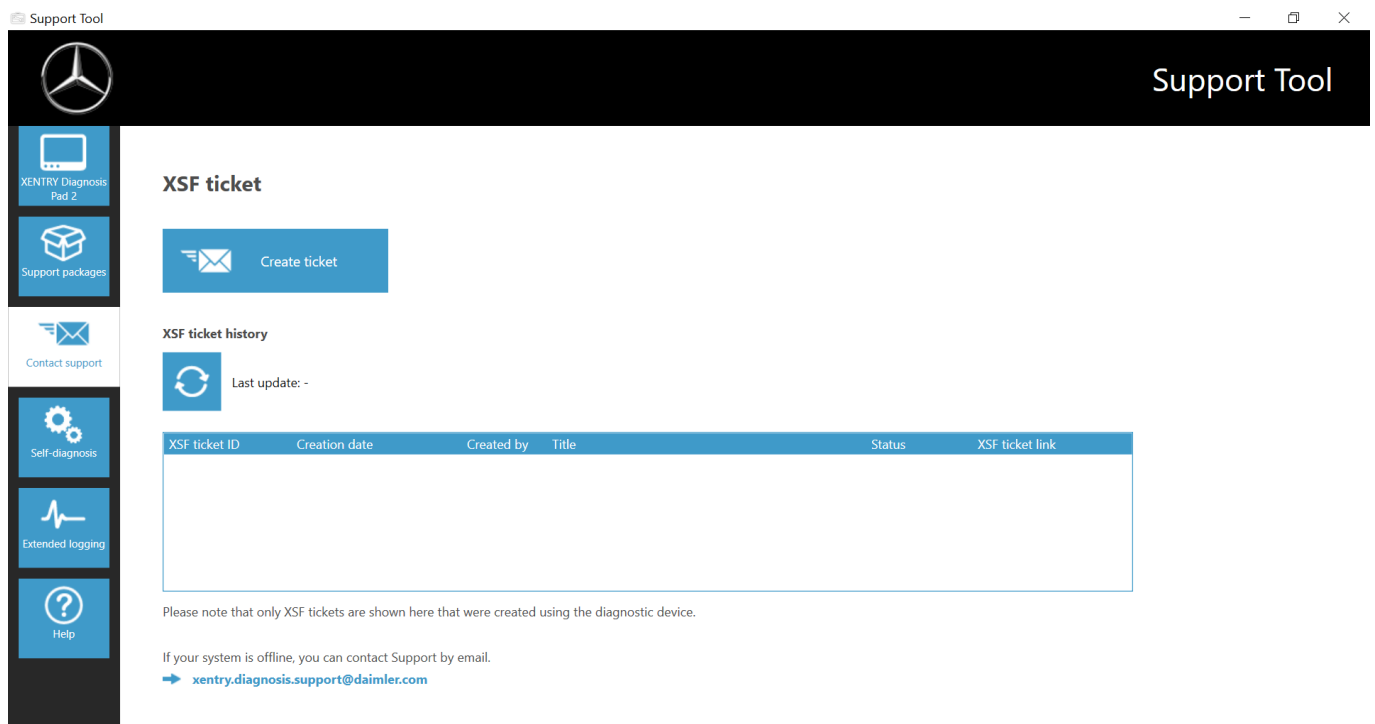 Support Tool
Support Tool
XENTRY Diagnosis
Pad 2
Support packages
Contact support
Self-diagnosis
Extended logging
Help
XSF ticket
Create ticket
XSF ticket history
Last update: -
XSF ticket ID Creation date Created by Title Status XSF ticket link
Please note that only XSF tickets are shown here that were created using the diagnostic device.
If your system is offline, you can contact Support by email.
xentry.diagnosis.support@daimler.com